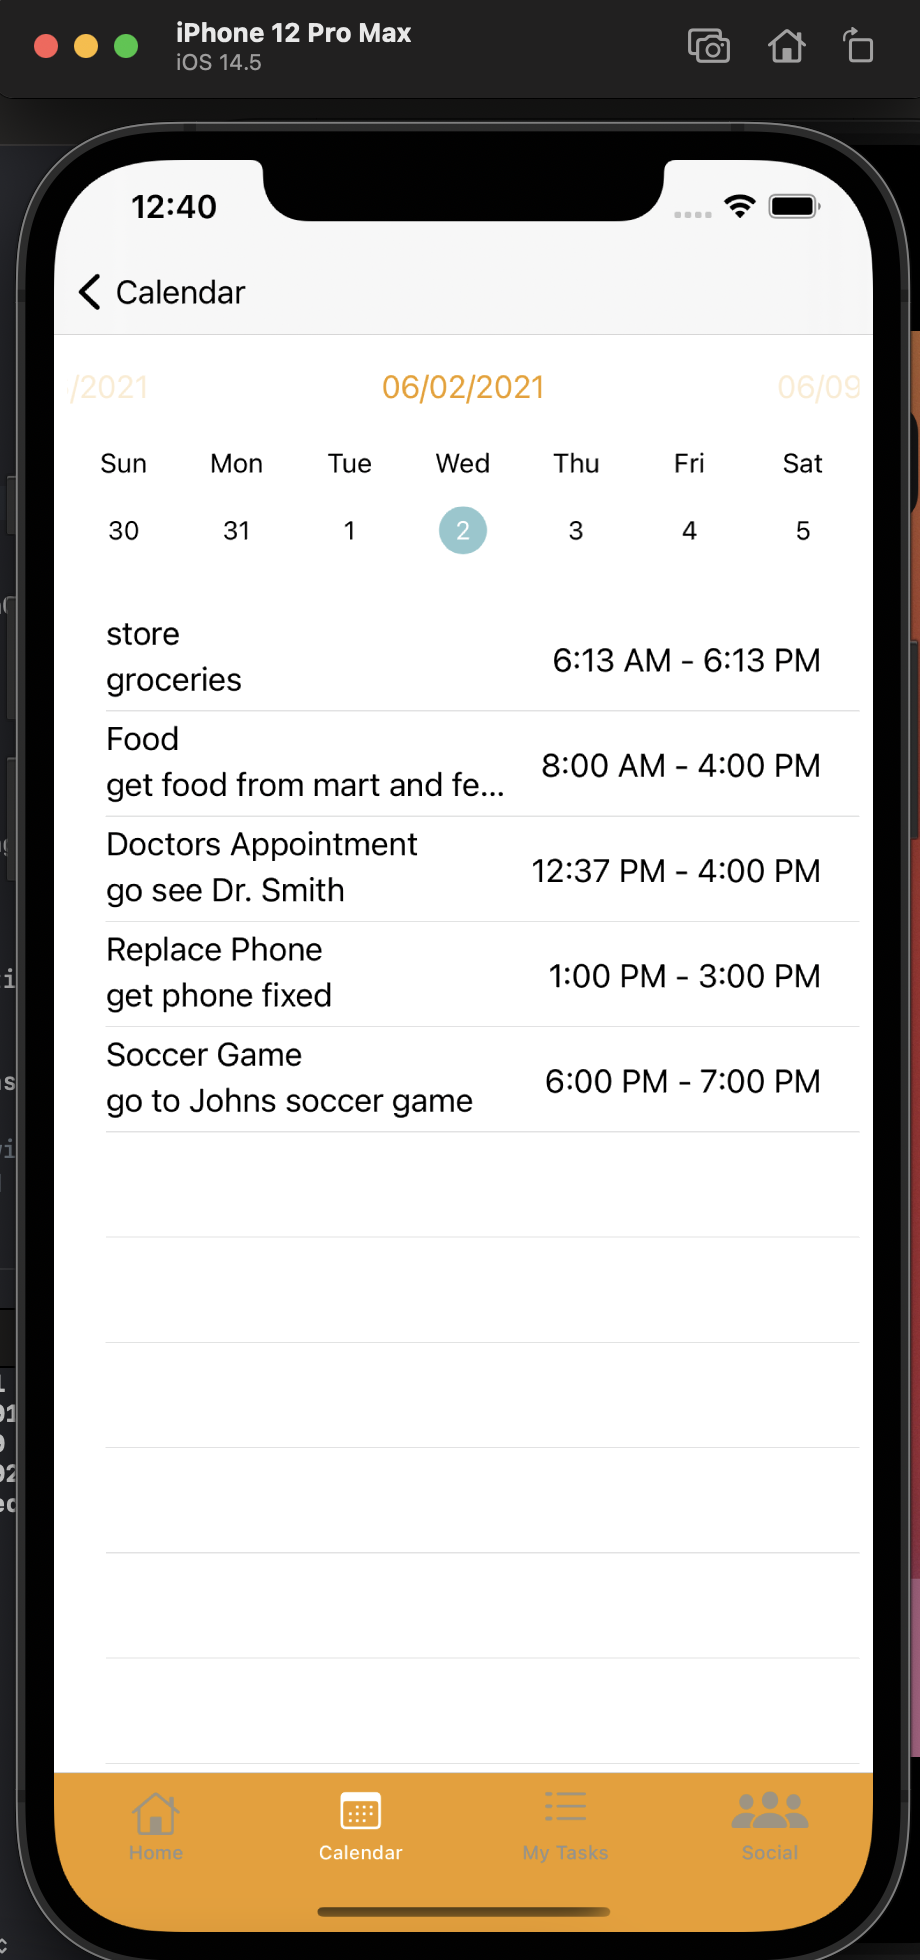 iPhone 12 Pro Max
iOS 14.5
12:40
Calendar
/2021 06/02/2021 06/09
Sun Mon Tue Wed Thu Fri Sat
30 31 1 2 3 4 5
store
groceries
6:13 AM - 6:13 PM
Food
get food from mart and fe...
8:00 AM - 4:00 PM
Doctors Appointment
go see Dr. Smith
12:37 PM - 4:00 PM
Replace Phone
get phone fixed
1:00 PM - 3:00 PM
Soccer Game
go to Johns soccer game
6:00 PM - 7:00 PM
Home Calendar My Tasks Social